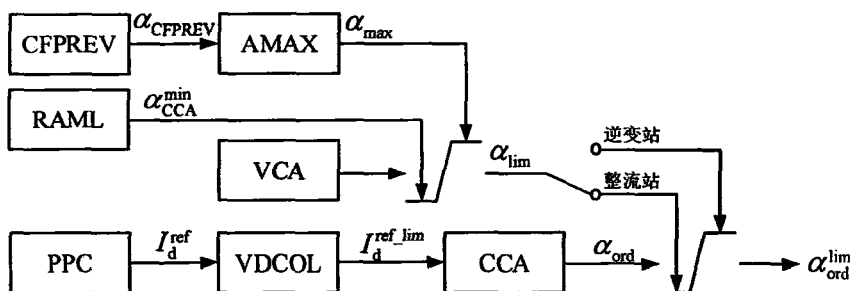 CFPREV α_CFPREV AMAX α_max
RAML α_CCA^min
VCA α_lim 逆变站
整流站
PPC I_d^ref VDCOL I_d^ref_lim CCA α_ord α_ord^lim